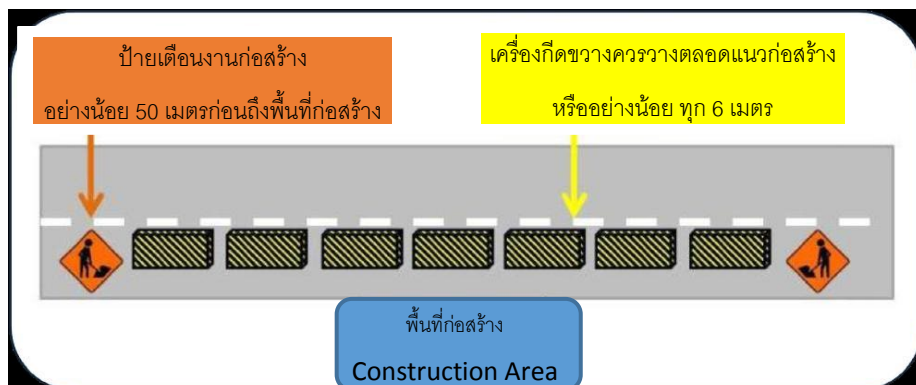 ป้ายเตือนงานก่อสร้าง
อย่างน้อย 50 เมตรก่อนถึงพื้นที่ก่อสร้าง
เครื่องกีดขวางควรวางตลอดแนวก่อสร้าง
หรืออย่างน้อย ทุก 6 เมตร
พื้นที่ก่อสร้าง
Construction Area